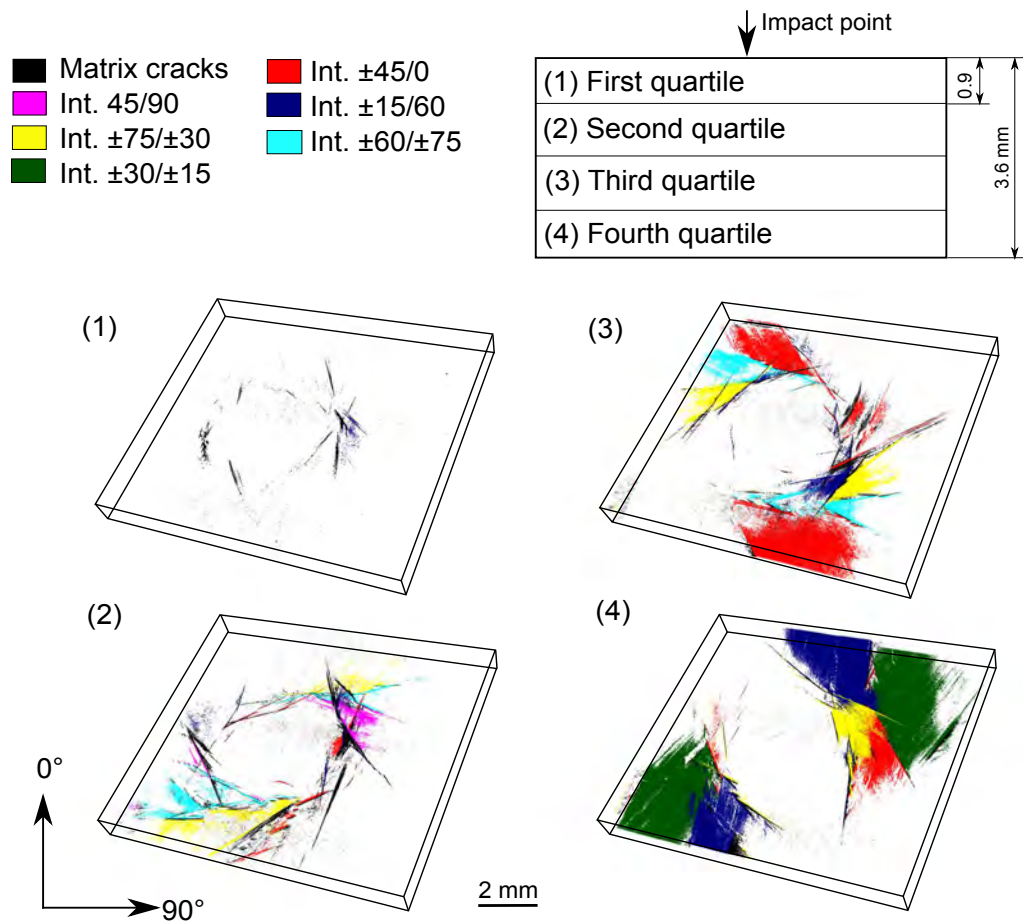 Impact point
Matrix cracks
Int. 45/90
Int. ±75/±30
Int. ±30/±15
Int. ±45/0
Int. ±15/60
Int. ±60/±75
(1) First quartile
(2) Second quartile
(3) Third quartile
(4) Fourth quartile
0.9
3.6 mm
(1)
(3)
(2)
(4)
0°
90°
2 mm